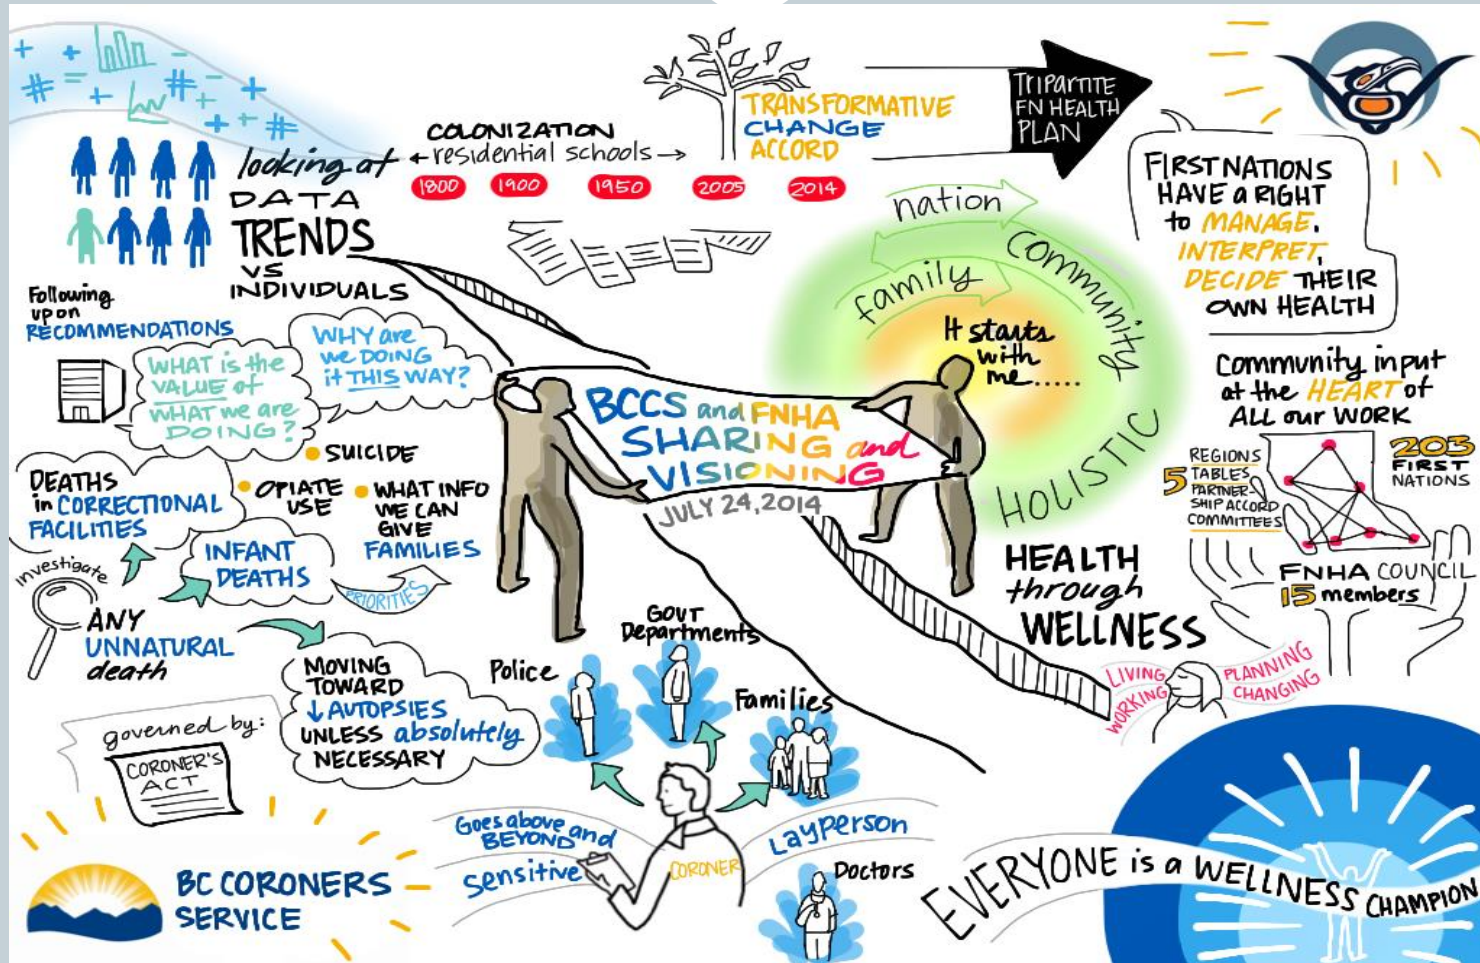 looking at
DATA
TRENDS
VS
INDIVIDUALS
COLONIZATION
residential schools
1800
1900
1950
2005
2014
TRANSFORMATIVE
CHANGE
ACCORD
TRIPARTITE
FN HEALTH
PLAN
FIRST NATIONS
HAVE a RIGHT
to MANAGE,
INTERPRET,
DECIDE THEIR
OWN HEALTH
Following
up on
RECOMMENDATIONS
WHAT is the
VALUE of
WHAT we are
DOING?
WHY are
we DOING
it THIS WAY?
nation
community
family
It starts
with
me.....
HOLISTIC
BCCS and FNHA
SHARING and
VISIONING
JULY 24, 2014
HEALTH
through
WELLNESS
Community input
at the HEART of
ALL our WORK
5 REGIONS
TABLES
PARTNER-
SHIP ACCORD
COMMITTEES
203
FIRST
NATIONS
FNHA COUNCIL
15 members
LIVING
WORKING
PLANNING
CHANGING
DEATHS
in CORRECTIONAL
FACILITIES
SUICIDE
OPIATE
USE
WHAT INFO
WE CAN
GIVE
FAMILIES
INFANT
DEATHS
PRIORITIES
investigate
ANY
UNNATURAL
death
MOVING
TOWARD
↓ AUTOPSIES
UNLESS absolutely
NECESSARY
governed by:
CORONER'S
ACT
BC CORONERS
SERVICE
Police
GOVT
Departments
Families
Goes above and
BEYOND
Sensitive
CORONER
Layperson
Doctors
EVERYONE is a WELLNESS CHAMPION